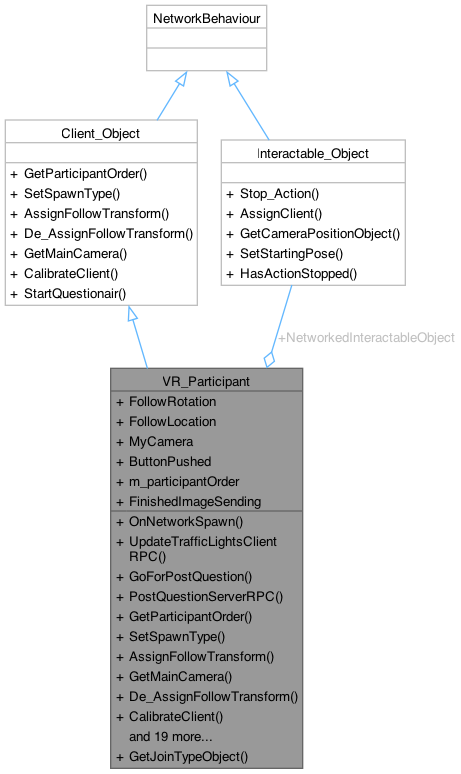 NetworkBehaviour
Client_Object
+ GetParticipantOrder()
+ SetSpawnType()
+ AssignFollowTransform()
+ De_AssignFollowTransform()
+ GetMainCamera()
+ CalibrateClient()
+ StartQuestionair()
Interactable_Object
+ Stop_Action()
+ AssignClient()
+ GetCameraPositionObject()
+ SetStartingPose()
+ HasActionStopped()
+NetworkedInteractableObject
VR_Participant
+ FollowRotation
+ FollowLocation
+ MyCamera
+ ButtonPushed
+ m_participantOrder
+ FinishedImageSending
+ OnNetworkSpawn()
+ UpdateTrafficLightsClient
RPC()
+ GoForPostQuestion()
+ PostQuestionServerRPC()
+ GetParticipantOrder()
+ SetSpawnType()
+ AssignFollowTransform()
+ GetMainCamera()
+ De_AssignFollowTransform()
+ CalibrateClient()
and 19 more...
+ GetJoinTypeObject()